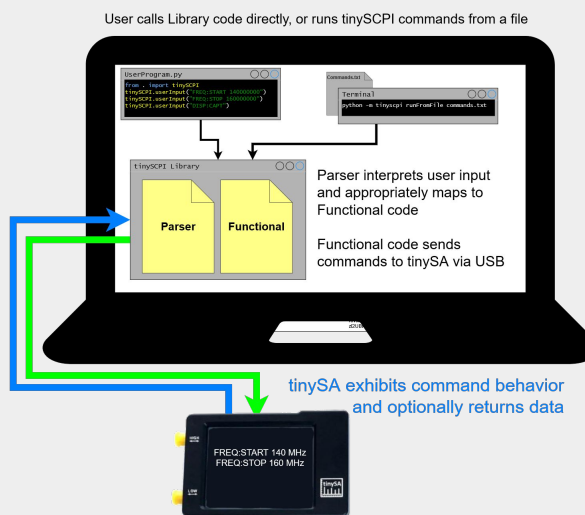 User calls Library code directly, or runs tinySCPI commands from a file
UserProgram.py
from . import tinySCPI
tinySCPI.userInput("FREQ:START 140000000")
tinySCPI.userInput("FREQ:STOP 160000000")
tinySCPI.userInput("DISP:CAPT")
Commands.txt
Terminal
python -m tinyscpi runFromFile commands.txt
tinySCPI Library
Parser
Functional
Parser interprets user input
and appropriately maps to
Functional code
Functional code sends
commands to tinySA via USB
tinySA exhibits command behavior
and optionally returns data
HIGH
FREQ:START 140 MHz
FREQ:STOP 160 MHz
LOW
tinySA